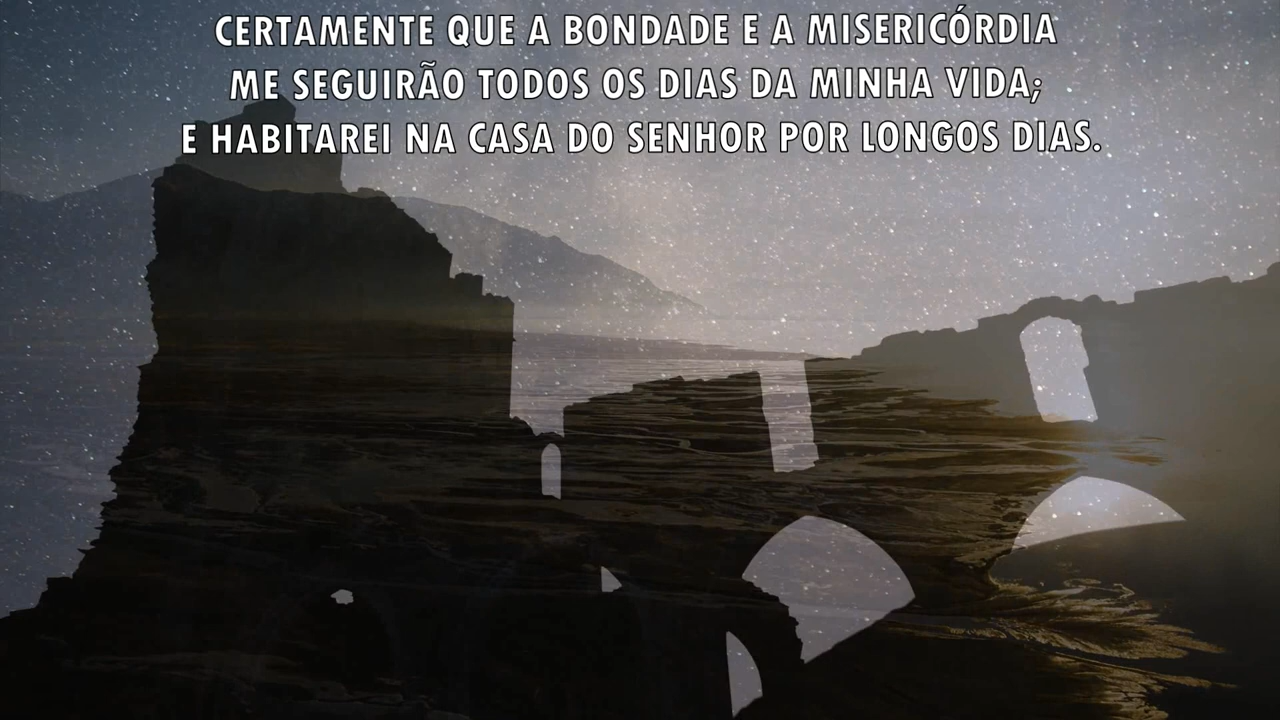 CERTAMENTE QUE A BONDADE E A MISERICÓRDIA
ME SEGUIRÃO TODOS OS DIAS DA MINHA VIDA;
E HABITAREI NA CASA DO SENHOR POR LONGOS DIAS.